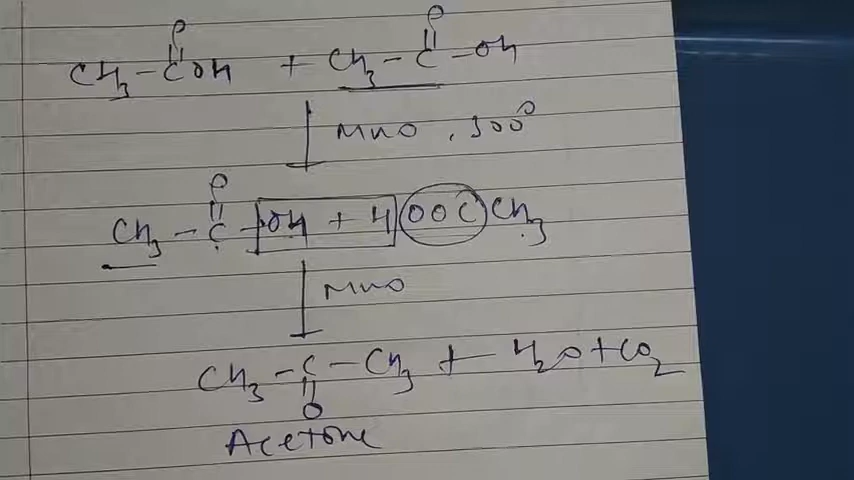 O O
CH3 - C OH + CH3 - C - OH
MnO , 300°
O
CH3 - C - OH + H OOC CH3
MnO
CH3 - C - CH3 + H2O + CO2
O
Acetone